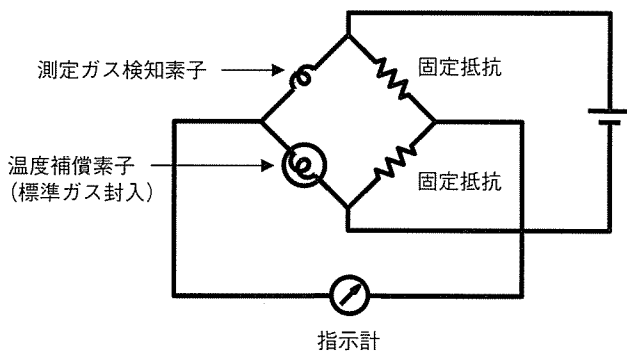 測定ガス検知素子
固定抵抗
温度補償素子
(標準ガス封入)
固定抵抗
指示計